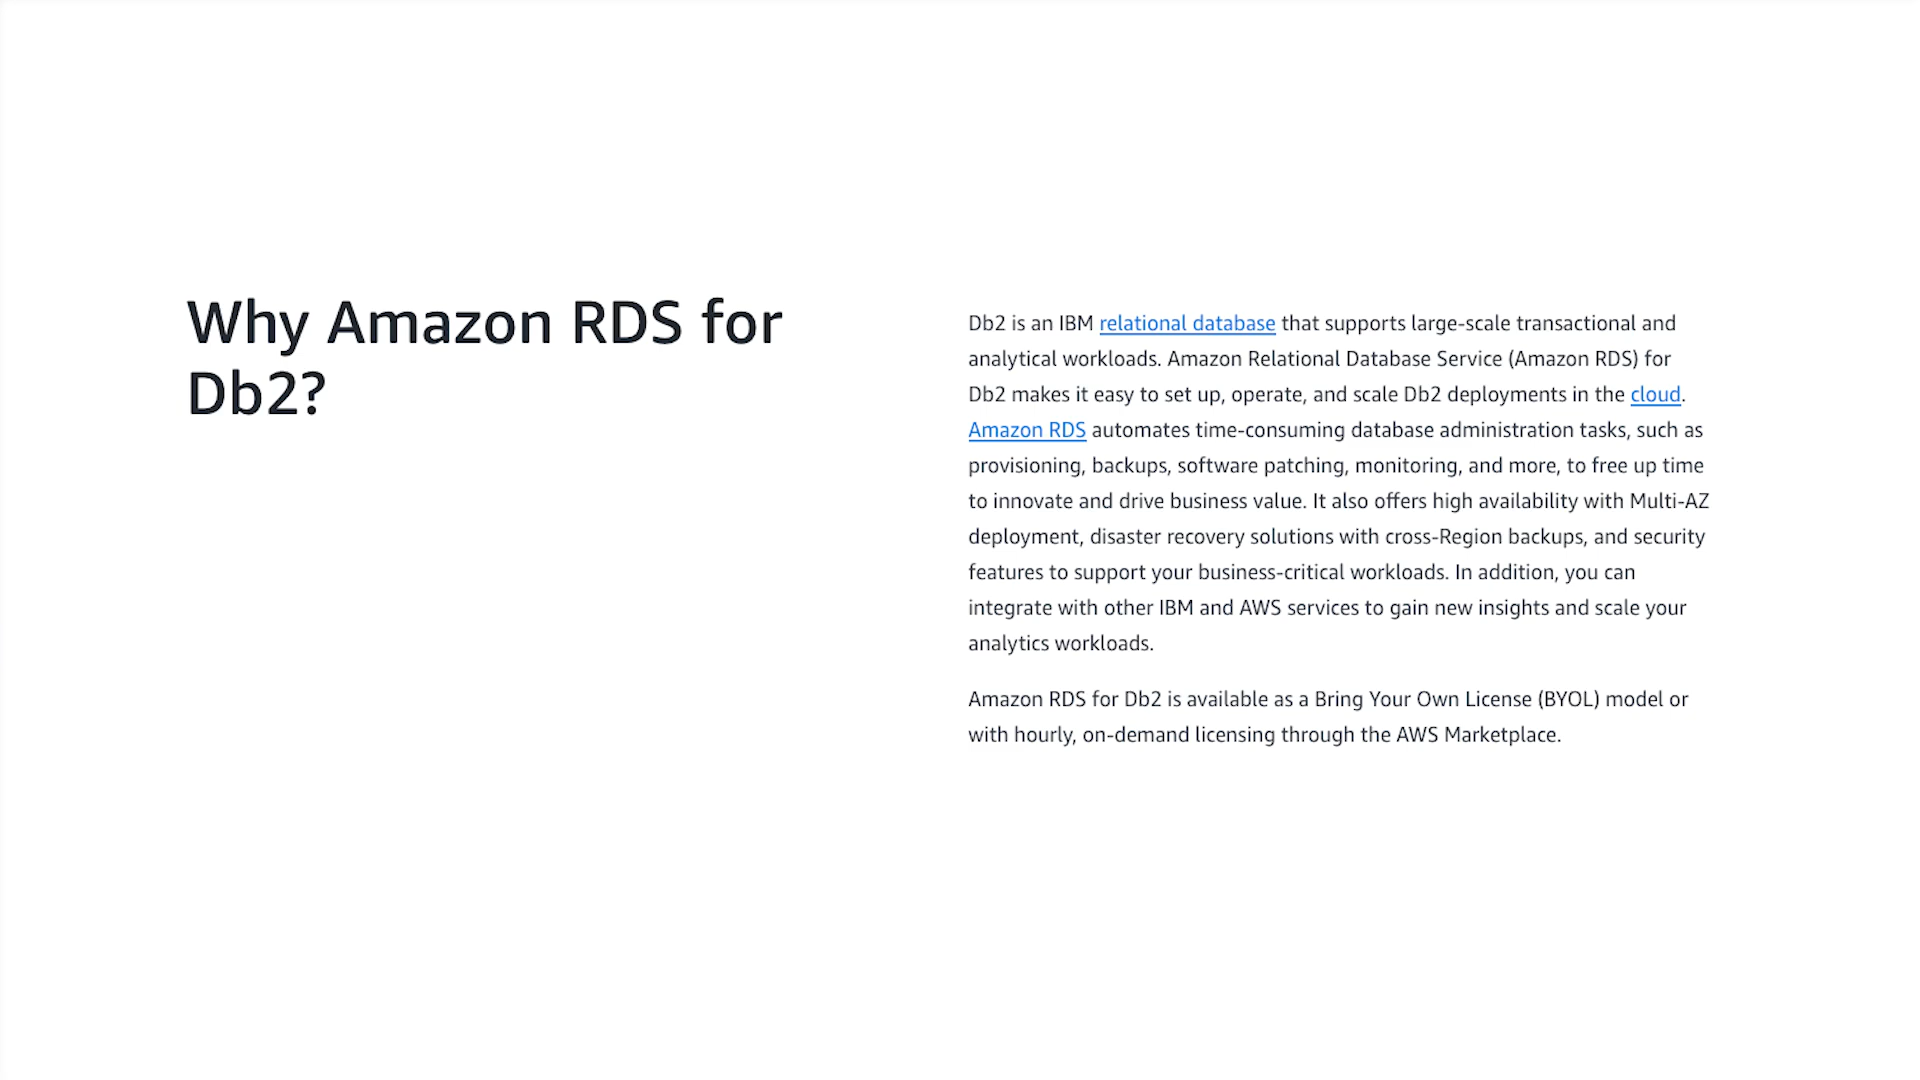 Why Amazon RDS for
Db2?
Db2 is an IBM relational database that supports large-scale transactional and
analytical workloads. Amazon Relational Database Service (Amazon RDS) for
Db2 makes it easy to set up, operate, and scale Db2 deployments in the cloud.
Amazon RDS automates time-consuming database administration tasks, such as
provisioning, backups, software patching, monitoring, and more, to free up time
to innovate and drive business value. It also offers high availability with Multi-AZ
deployment, disaster recovery solutions with cross-Region backups, and security
features to support your business-critical workloads. In addition, you can
integrate with other IBM and AWS services to gain new insights and scale your
analytics workloads.
Amazon RDS for Db2 is available as a Bring Your Own License (BYOL) model or
with hourly, on-demand licensing through the AWS Marketplace.